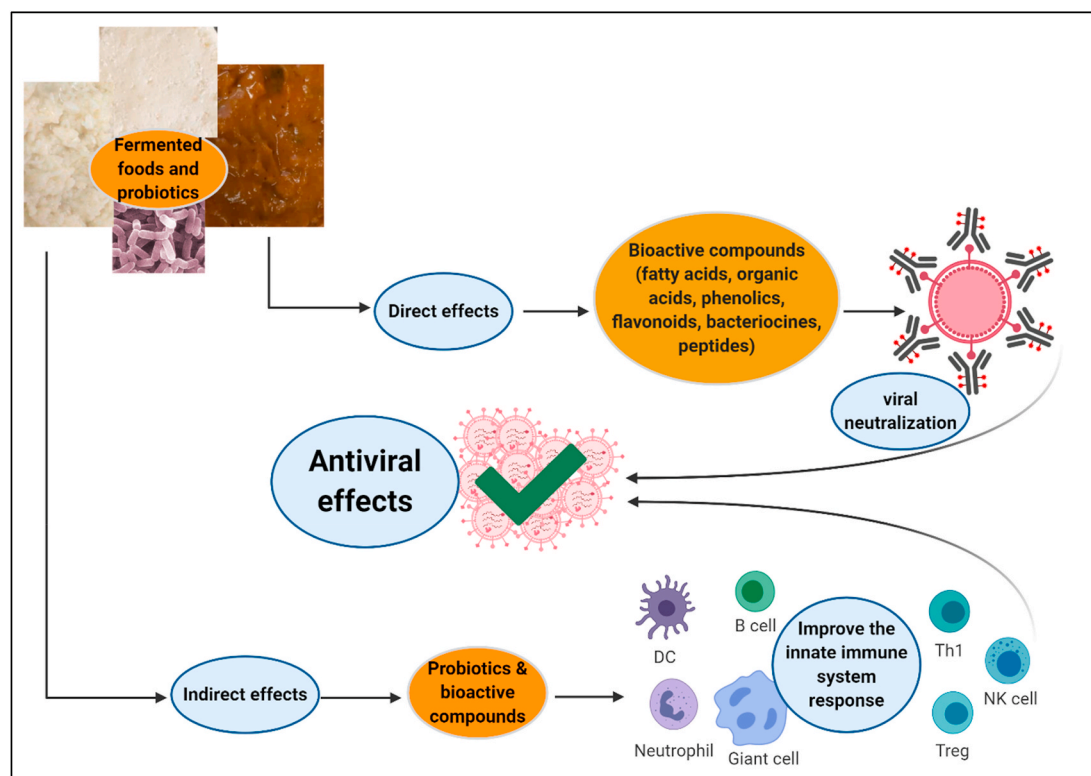 Fermented
foods and
probiotics
Direct effects
Bioactive compounds
(fatty acids, organic
acids, phenolics,
flavonoids, bacteriocines,
peptides)
viral
neutralization
Antiviral
effects
Indirect effects
Probiotics &
bioactive
compounds
DC
B cell
Neutrophil
Giant cell
Improve the
innate immune
system
response
Th1
NK cell
Treg